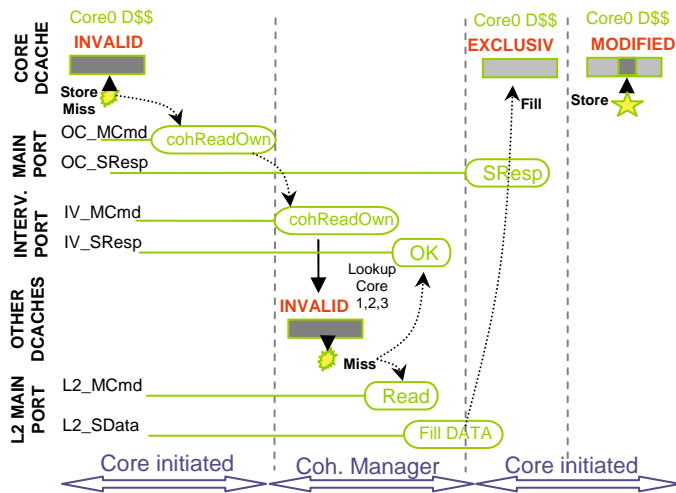 Core0 D$$
INVALID
Core0 D$$
EXCLUSIV
Core0 D$$
MODIFIED
CORE
DCACHE
Store
Miss
Fill
Store
MAIN
PORT
OC_MCmd
cohReadOwn
OC_SResp
SResp
INTERV.
PORT
IV_MCmd
cohReadOwn
IV_SResp
OK
OTHER
DCACHES
Lookup
Core
1,2,3
INVALID
Miss
L2 MAIN
PORT
L2_MCmd
Read
L2_SData
Fill DATA
Core initiated
Coh. Manager
Core initiated